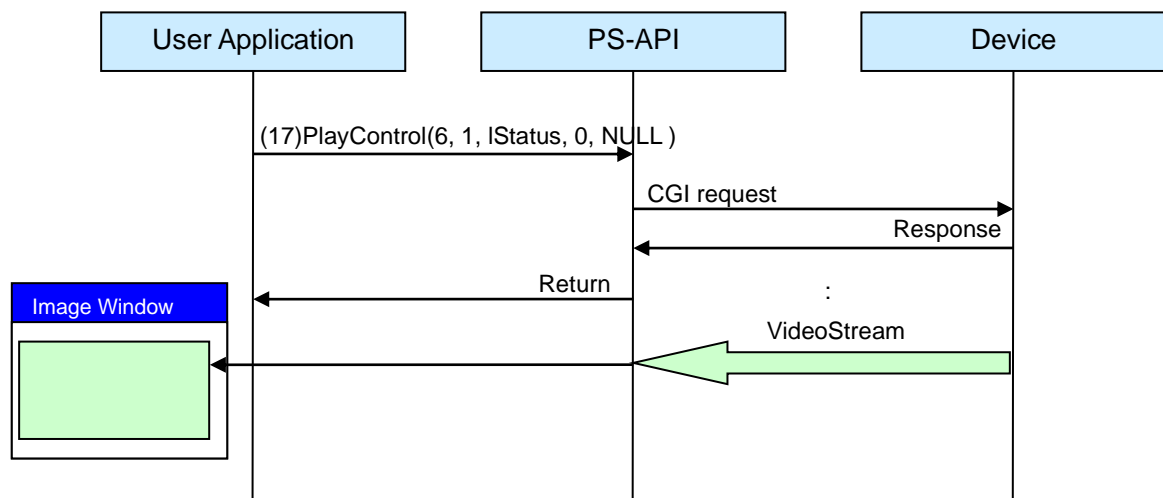 User Application
PS-API
Device
(17)PlayControl(6, 1, lStatus, 0, NULL )
CGI request
Response
Return
:
Image Window
VideoStream